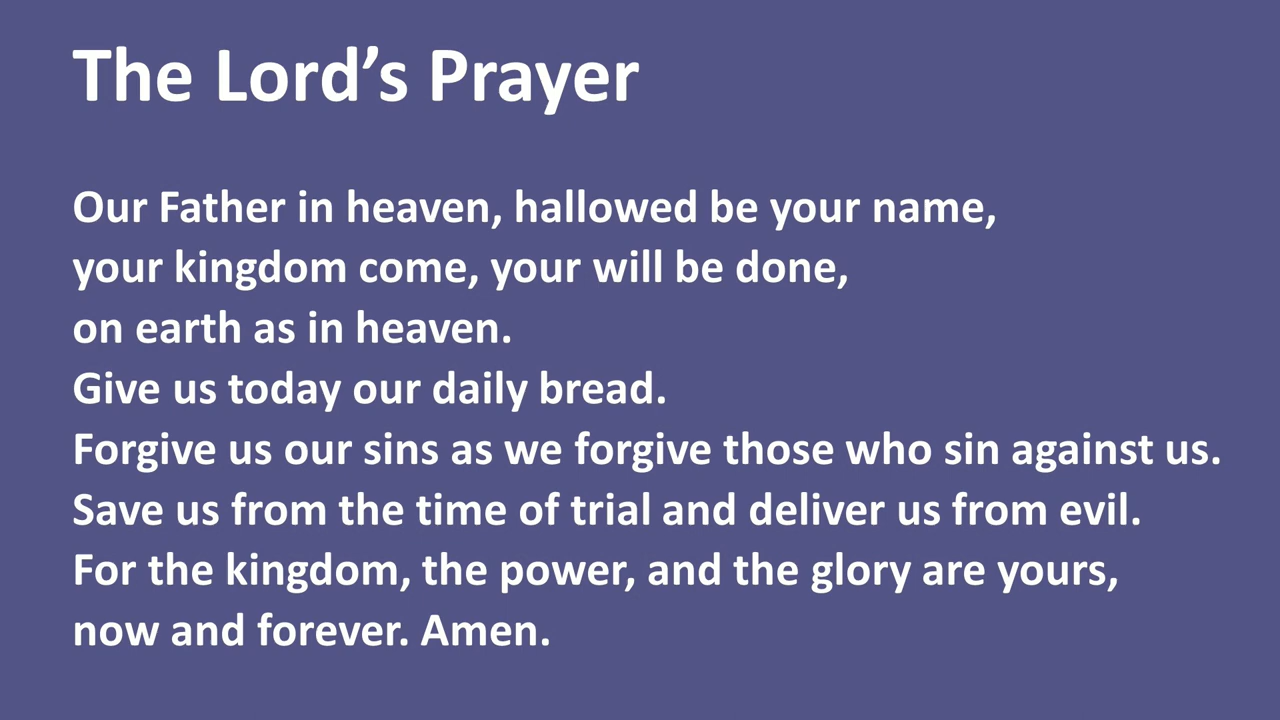 The Lord’s Prayer
Our Father in heaven, hallowed be your name,
your kingdom come, your will be done,
on earth as in heaven.
Give us today our daily bread.
Forgive us our sins as we forgive those who sin against us.
Save us from the time of trial and deliver us from evil.
For the kingdom, the power, and the glory are yours,
now and forever. Amen.